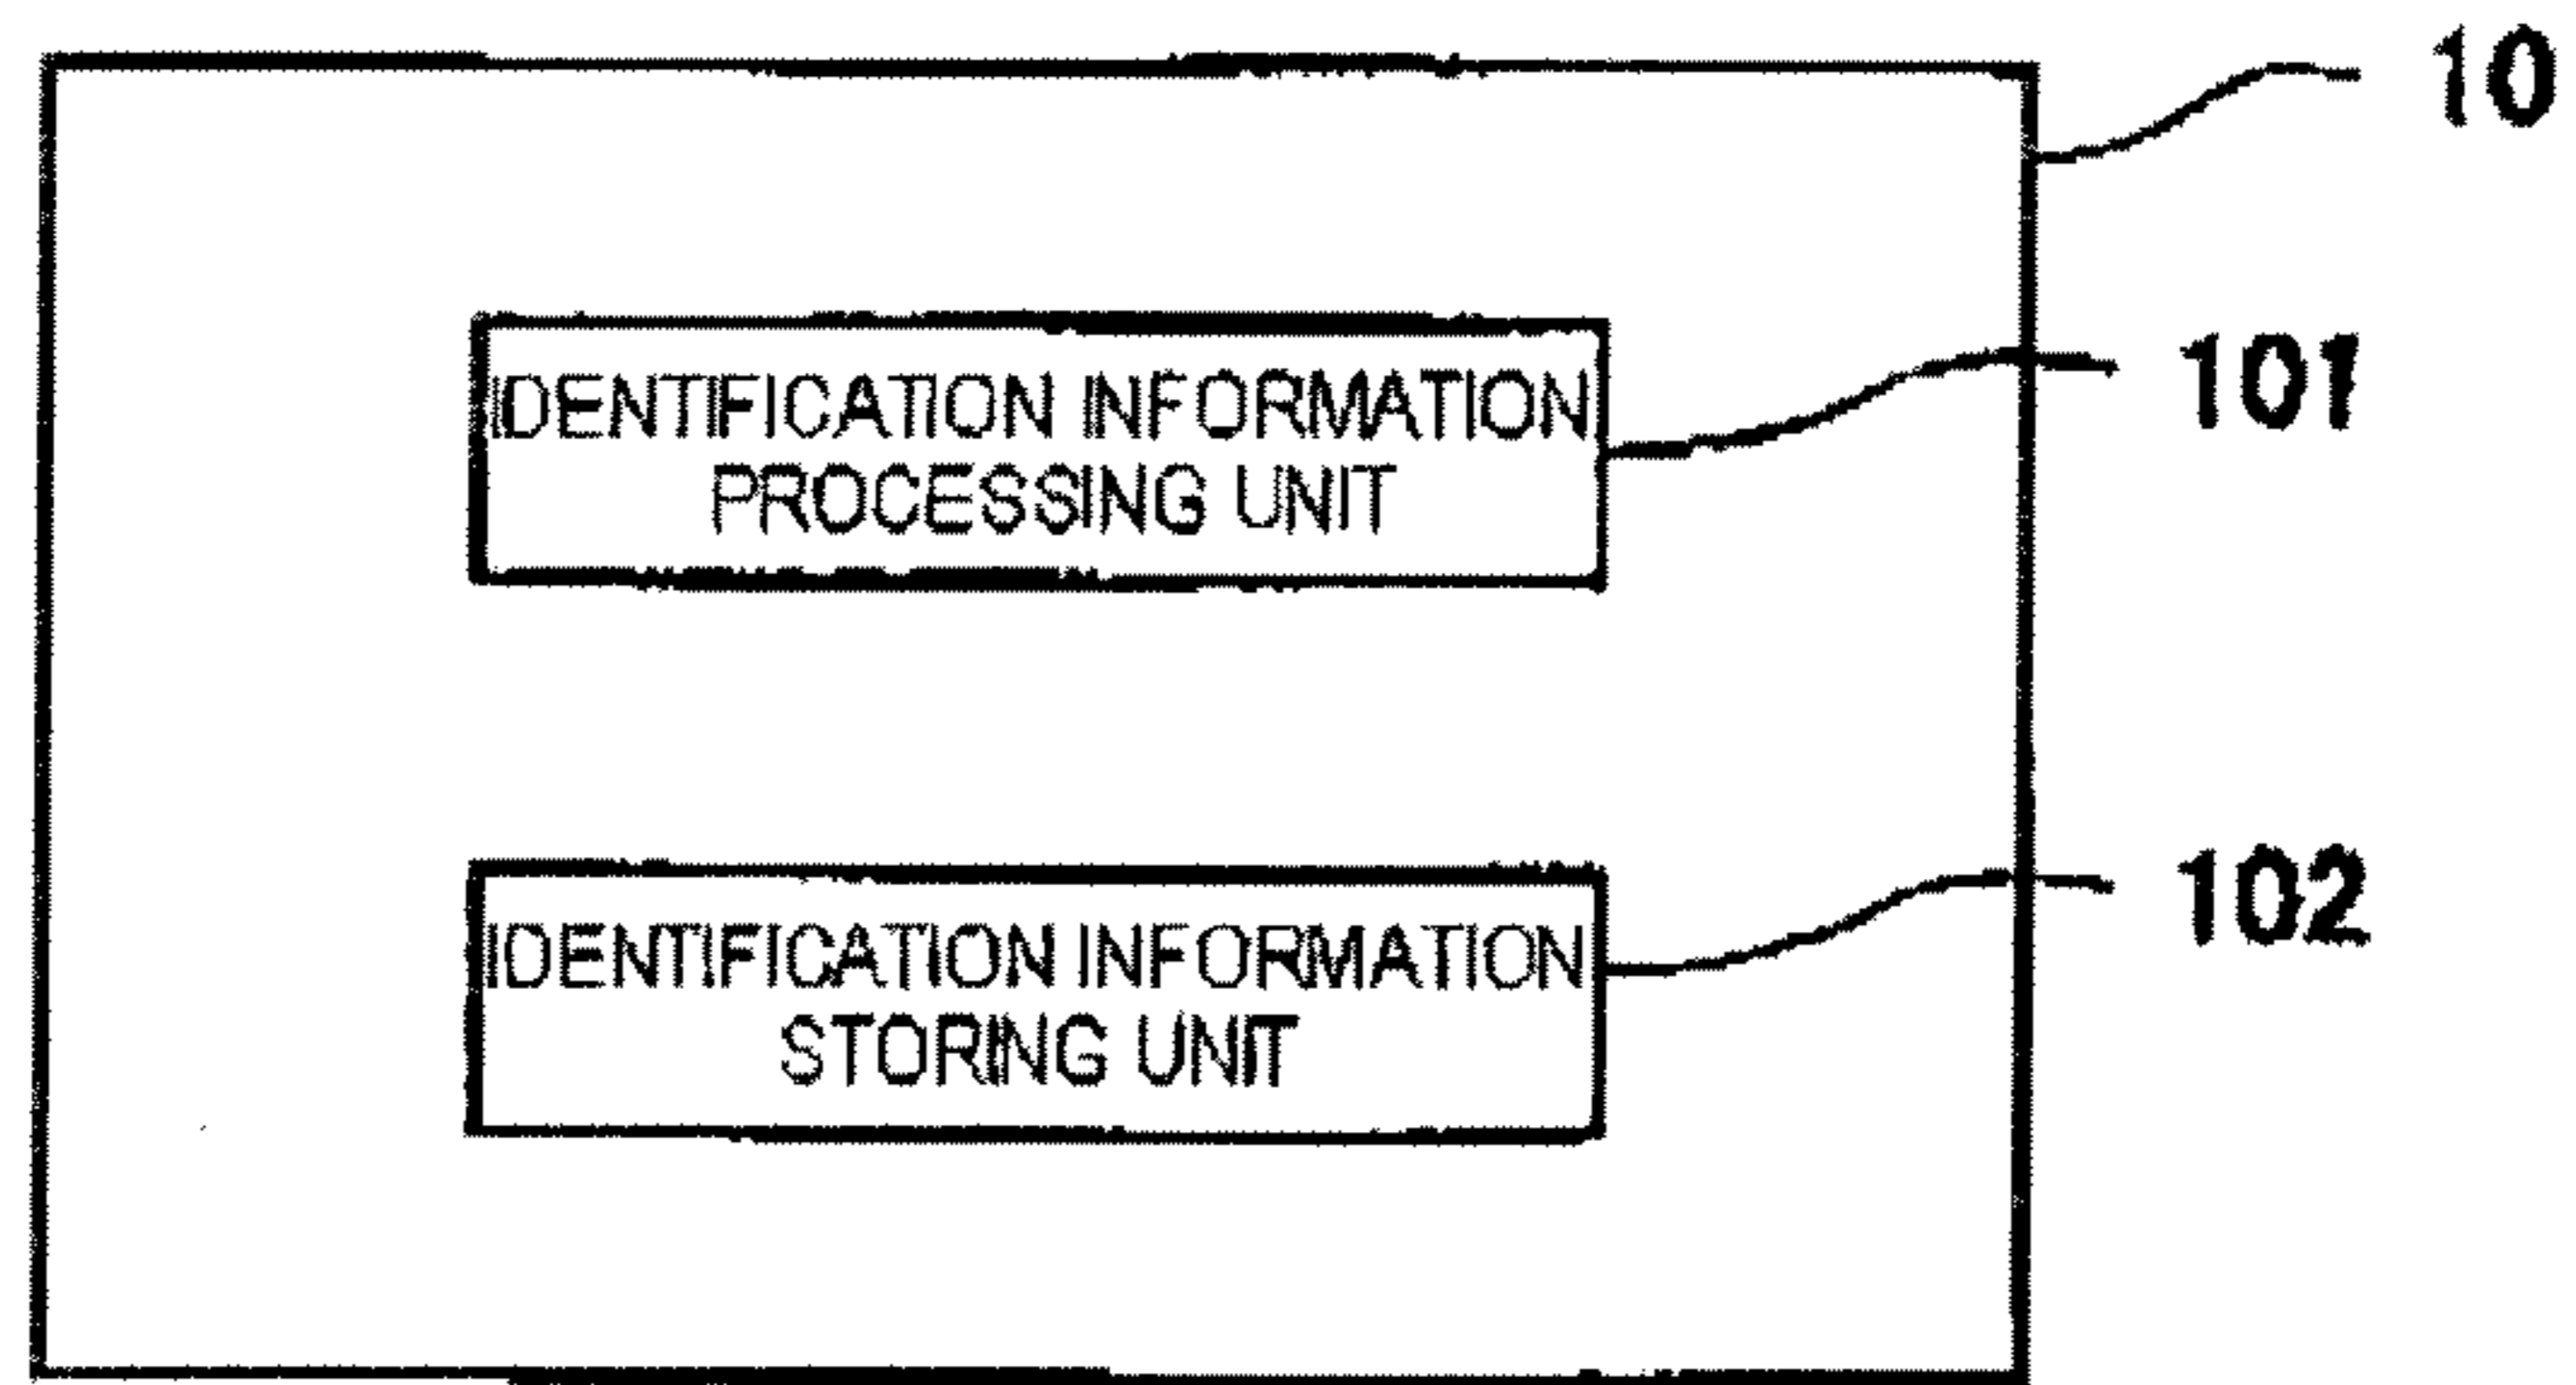 10
IDENTIFICATION INFORMATION
PROCESSING UNIT
101
IDENTIFICATION INFORMATION
STORING UNIT
102